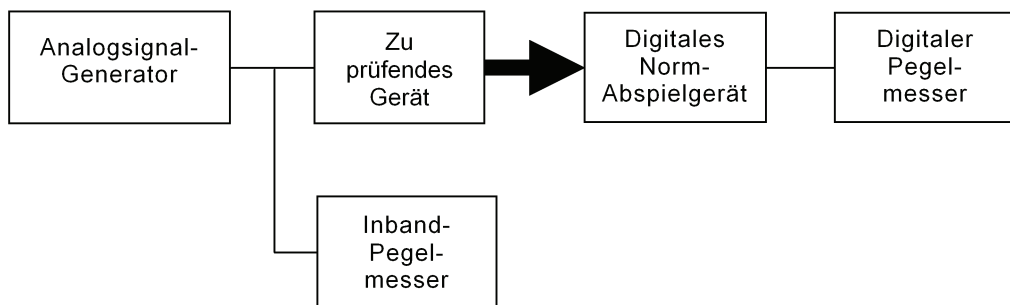 Analogsignal-
Generator
Zu
prüfendes
Gerät
Digitales
Norm-
Abspielgerät
Digitaler
Pegel-
messer
Inband-
Pegel-
messer